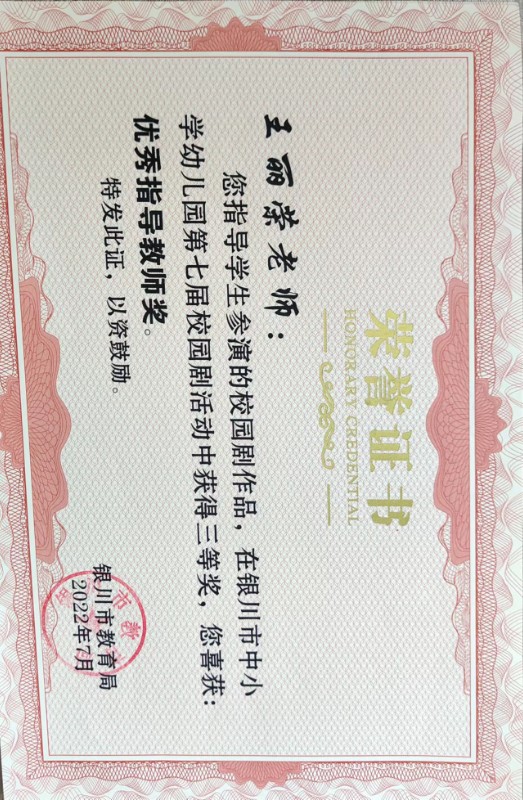 荣誉证书
HONORARY CREDENTIAL
王丽荣老师：
您指导学生参演的校园剧作品，在银川市中小
学幼儿园第七届校园剧活动中获得三等奖，您喜获：
优秀指导教师奖。
特发此证，以资鼓励。
银川市教育局
2022年7月